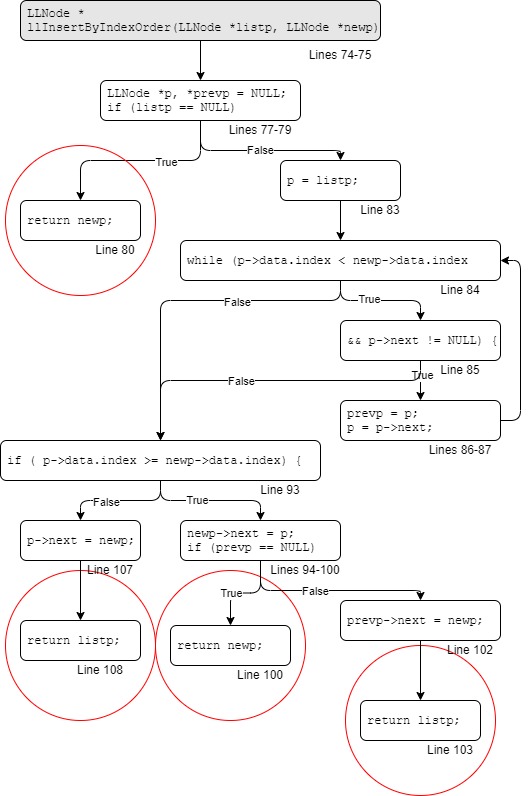 LLNode *
llInsertByIndexOrder(LLNode *listp, LLNode *newp)
Lines 74-75
LLNode *p, *prevp = NULL;
if (listp == NULL)
Lines 77-79
True
False
return newp;
Line 80
p = listp;
Line 83
while (p->data.index < newp->data.index
Line 84
False
True
&& p->next != NULL) {
Line 85
False
True
prevp = p;
p = p->next;
Lines 86-87
if ( p->data.index >= newp->data.index) {
Line 93
False
True
p->next = newp;
Line 107
newp->next = p;
if (prevp == NULL)
Lines 94-100
True
False
return listp;
Line 108
return newp;
Line 100
prevp->next = newp;
Line 102
return listp;
Line 103